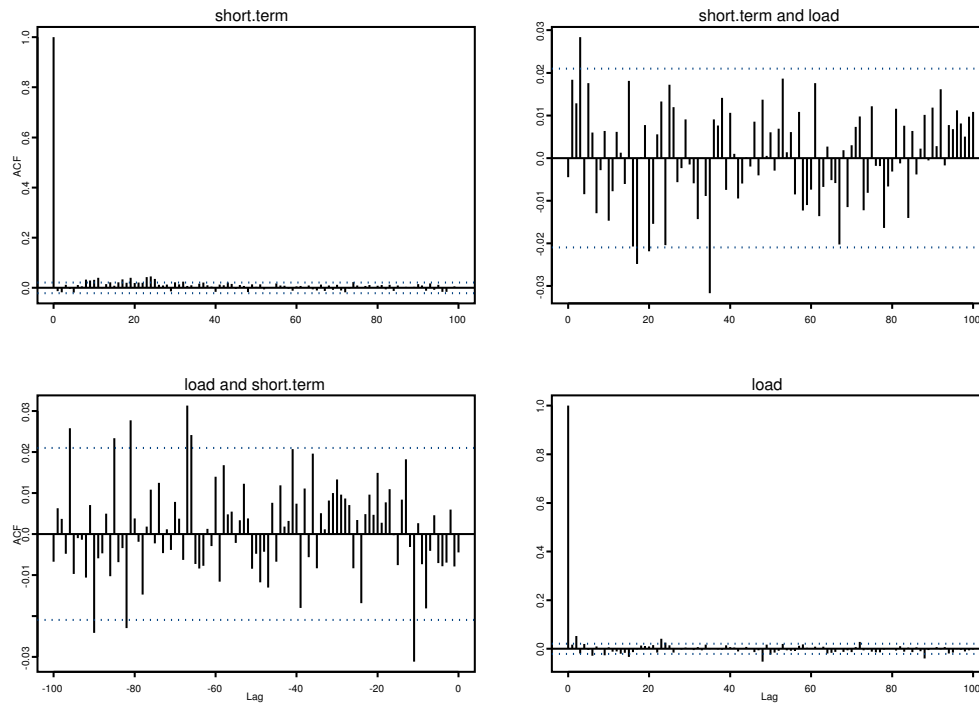 short.term
ACF
0.0 0.2 0.4 0.6 0.8 1.0
0 20 40 60 80 100
short.term and load
-0.03 -0.02 -0.01 0.0 0.01 0.02 0.03
0 20 40 60 80 100
load and short.term
ACF
-0.03 -0.01 0.0 0.01 0.02 0.03
-100 -80 -60 -40 -20 0
Lag
load
0.0 0.2 0.4 0.6 0.8 1.0
0 20 40 60 80 100
Lag